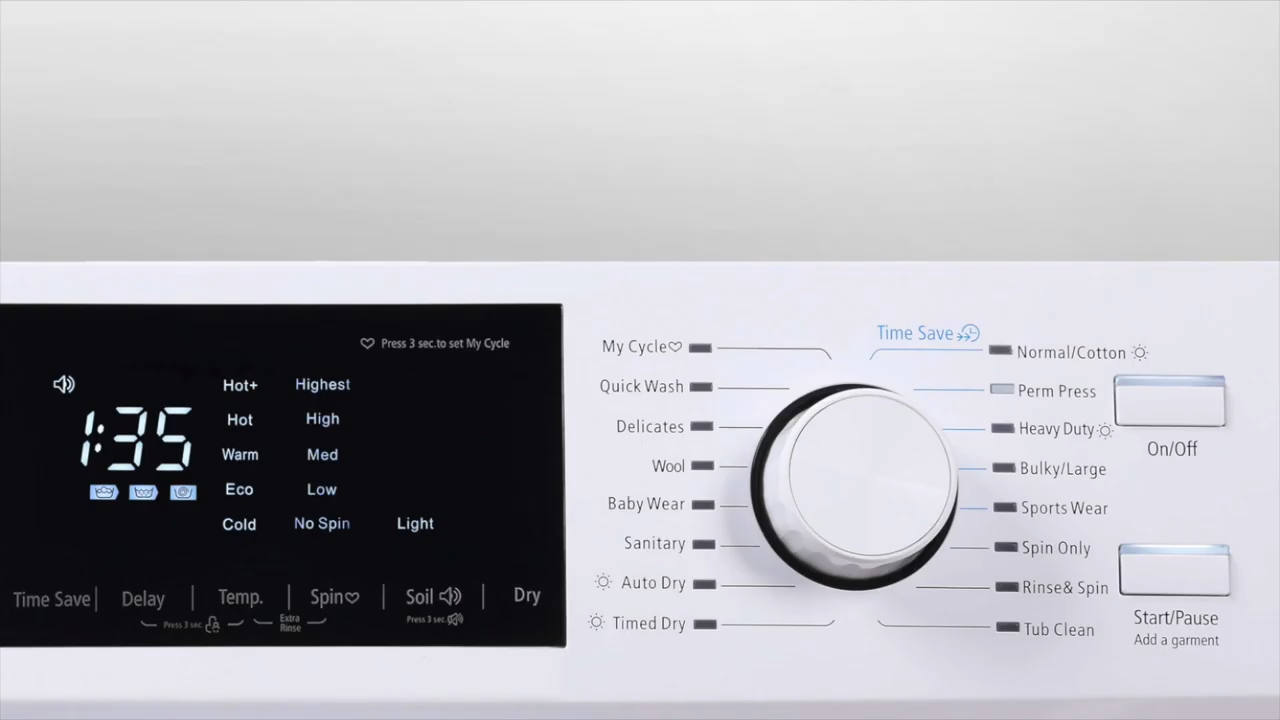 Press 3 sec.to set My Cycle
1:35
Hot+ Highest
Hot High
Warm Med
Eco Low
Cold No Spin Light
Time Save Delay Temp. Spin Soil Dry
Press 3 sec. Extra Rinse Press 3 sec.
My Cycle
Quick Wash
Delicates
Wool
Baby Wear
Sanitary
Auto Dry
Timed Dry
Time Save
Normal/Cotton
Perm Press
Heavy Duty
Bulky/Large
Sports Wear
Spin Only
Rinse& Spin
Tub Clean
On/Off
Start/Pause
Add a garment